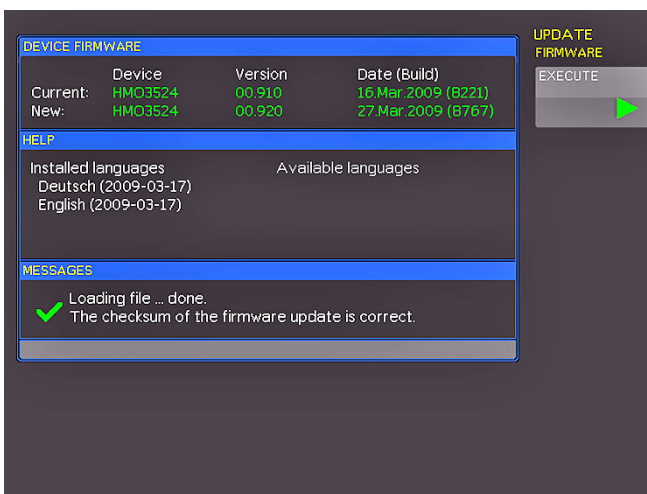 DEVICE FIRMWARE
Device Version Date (Build)
Current: HMO3524 00.910 16.Mar.2009 (B221)
New: HMO3524 00.920 27.Mar.2009 (B767)
HELP
Installed languages Available languages
Deutsch (2009-03-17)
English (2009-03-17)
MESSAGES
Loading file ... done.
The checksum of the firmware update is correct.
UPDATE
FIRMWARE
EXECUTE